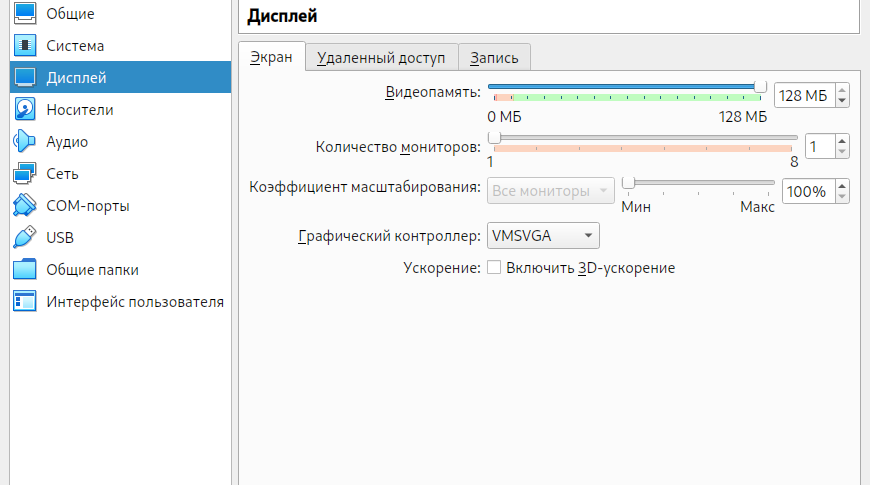 Общие
Система
Дисплей
Носители
Аудио
Сеть
COM-порты
USB
Общие папки
Интерфейс пользователя
Дисплей
Экран Удаленный доступ Запись
Видеопамять: 128 МБ
0 МБ 128 МБ
Количество мониторов: 1
1 8
Коэффициент масштабирования: Все мониторы 100%
Мин Макс
Графический контроллер: VMSVGA
Ускорение: Включить 3D-ускорение